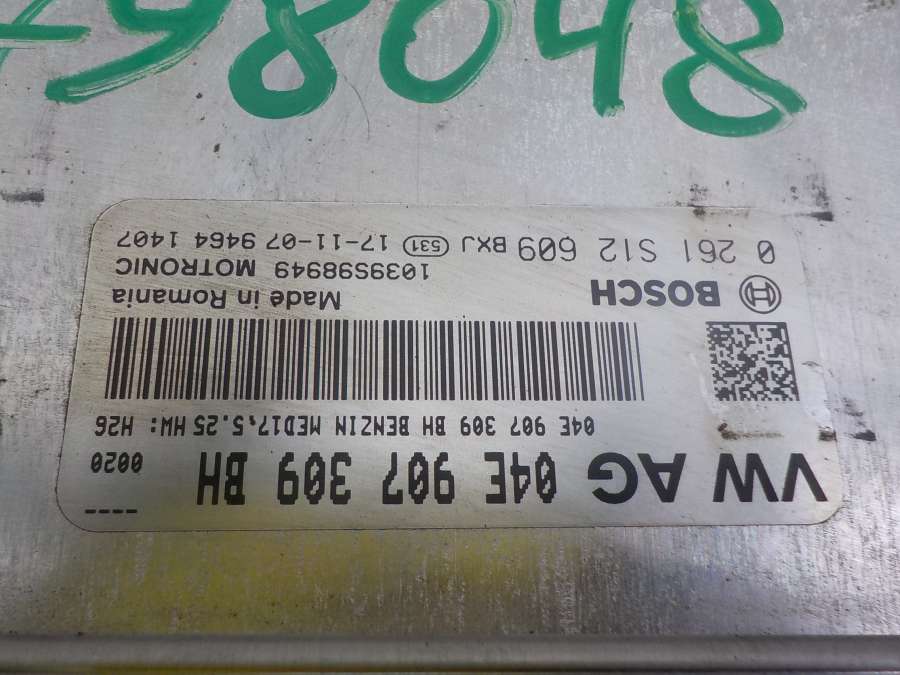 ----
VW AG 04E 907 309 BH 0020
04E 907 309 BH BENZIN MED17.5.25 HW: H26
BOSCH Made in Romania
1039S98949 MOTRONIC
0 261 S12 609 BXJ 531 17-11-07 9464 1407